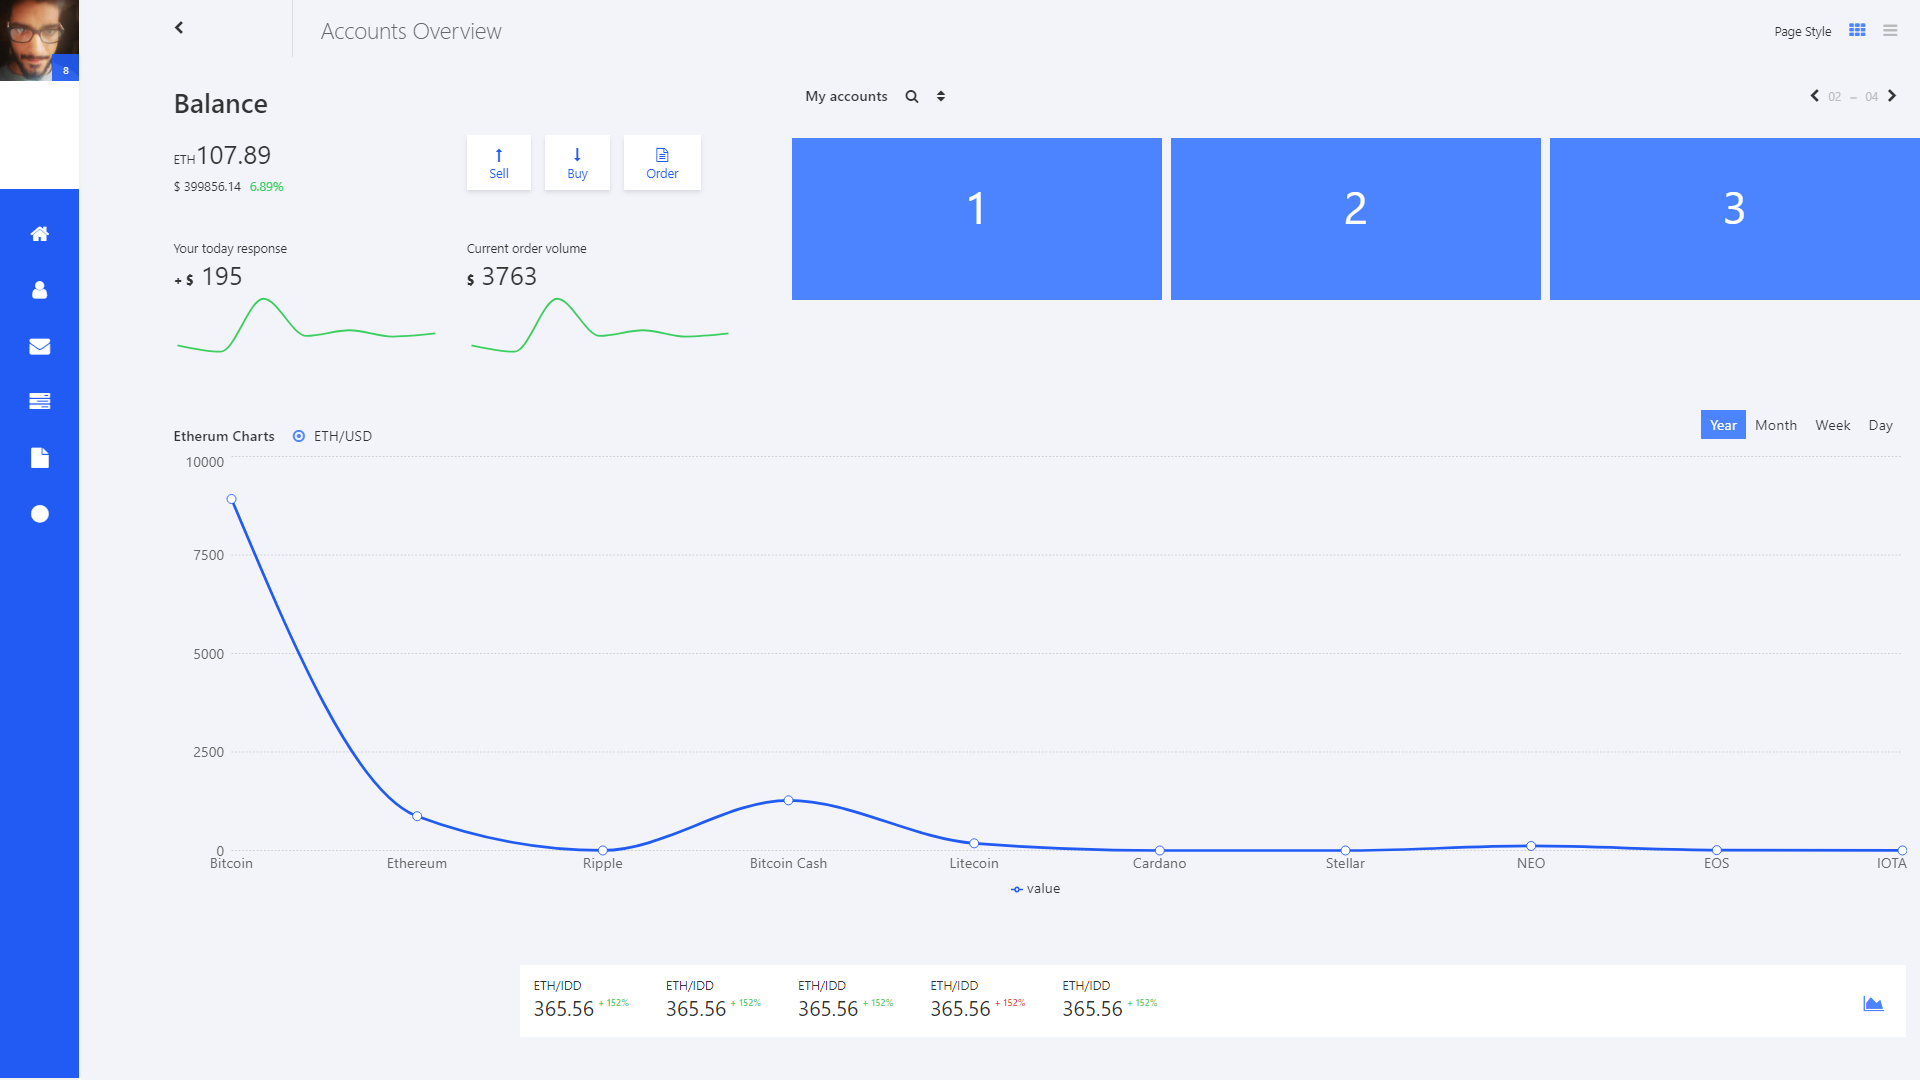 8
Accounts Overview
Page Style
Balance
My accounts
02 – 04
ETH107.89
$ 399856.14 6.89%
Sell
Buy
Order
1
2
3
Your today response
+ $ 195
Current order volume
$ 3763
Etherum Charts
ETH/USD
Year Month Week Day
10000
7500
5000
2500
0
Bitcoin Ethereum Ripple Bitcoin Cash Litecoin Cardano Stellar NEO EOS IOTA
value
ETH/IDD ETH/IDD ETH/IDD ETH/IDD ETH/IDD
365.56 + 152% 365.56 + 152% 365.56 + 152% 365.56 + 152% 365.56 + 152%